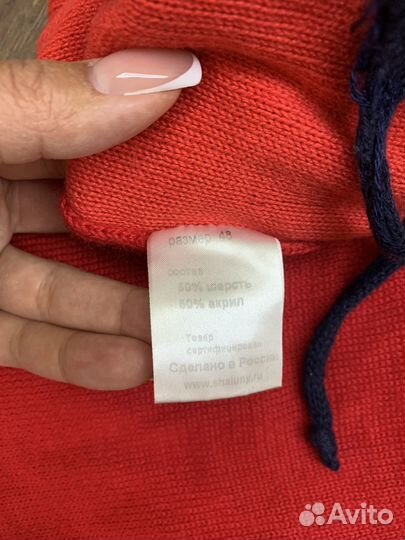 размер 48
состав
50% шерсть
50% акрил
Товар
сертифицирован
Сделано в России
www.shaluny.ru
Avito